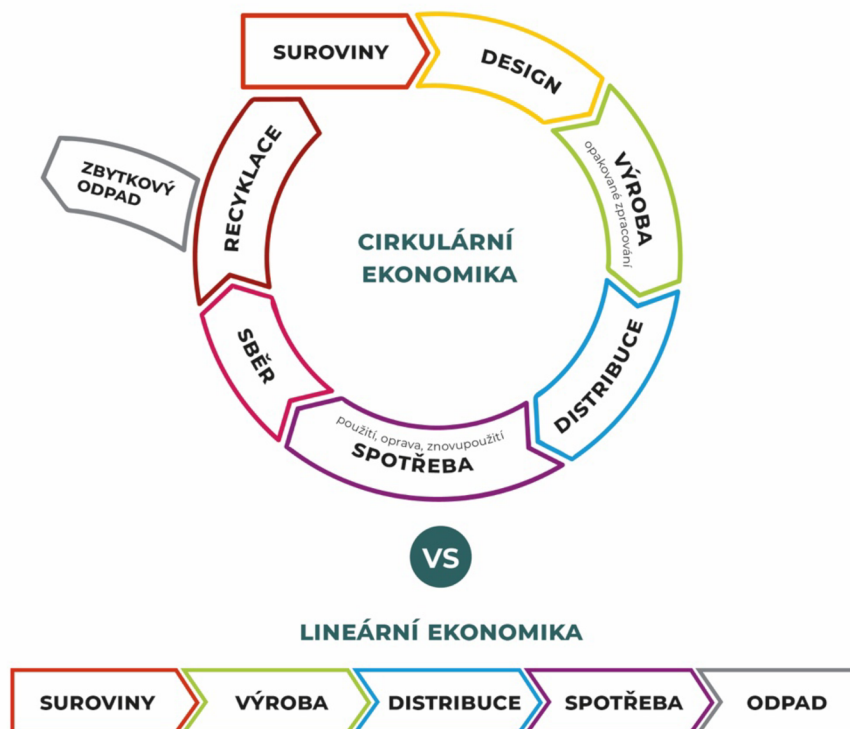 SUROVINY
DESIGN
VÝROBA
opakované zpracování
DISTRIBUCE
použití, oprava, znovupoužití
SPOTŘEBA
SBĚR
RECYKLACE
ZBYTKOVÝ
ODPAD
CIRKULÁRNÍ
EKONOMIKA
VS
LINEÁRNÍ EKONOMIKA
SUROVINY
VÝROBA
DISTRIBUCE
SPOTŘEBA
ODPAD